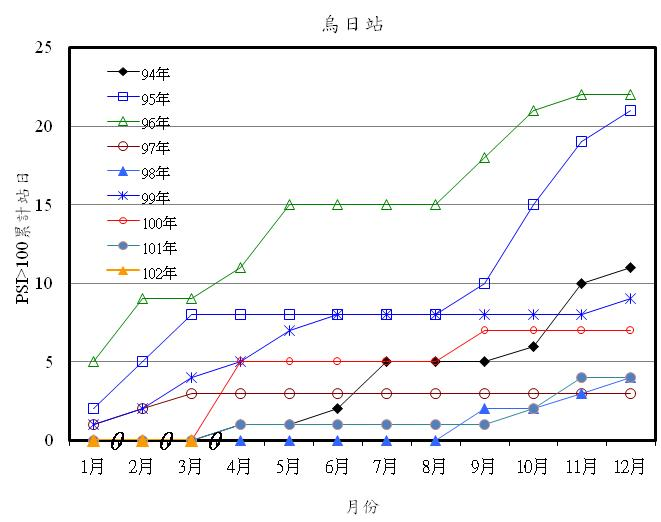 烏日站
25
20
15
10
5
0
PSI>100累計站日
94年
95年
96年
97年
98年
99年
100年
101年
102年
0 0 0
1月 2月 3月 4月 5月 6月 7月 8月 9月 10月 11月 12月
月份